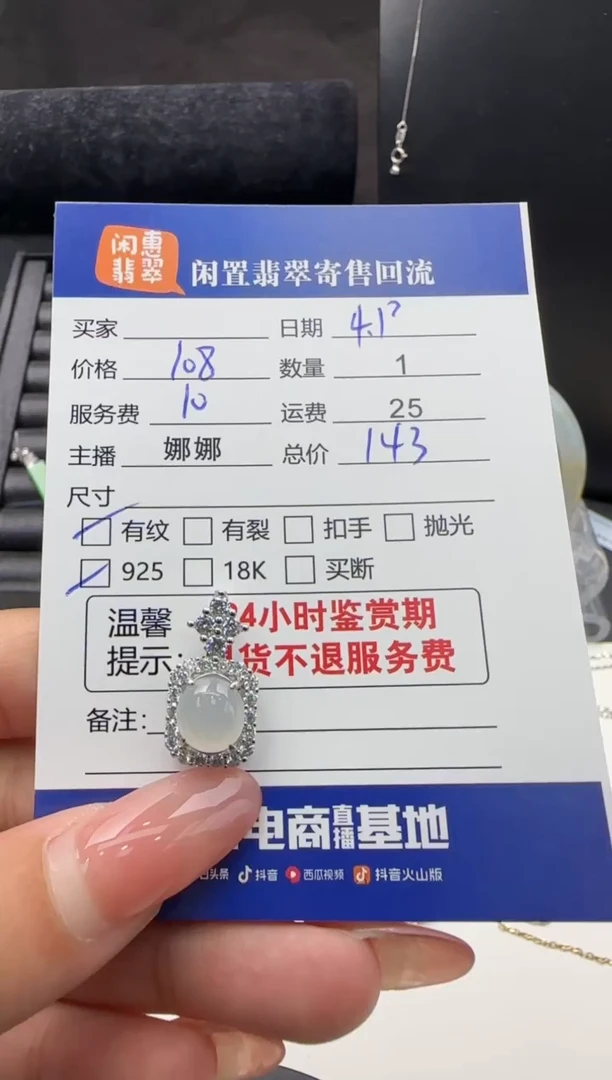 闲惠
翡翠
闲置翡翠寄售回流
买家 日期 4.17
价格 108 数量 1
服务费 10 运费 25
主播 娜娜 总价 143
尺寸
有纹 有裂 扣手 抛光
925 18K 买断
温馨 24小时鉴赏期
提示: 货不退服务费
备注:
电商直播基地
头条 抖音 西瓜视频 抖音火山版